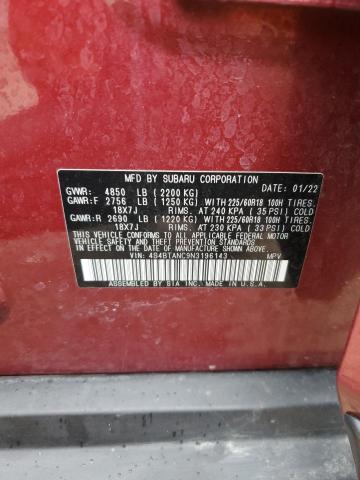 MFD BY SUBARU CORPORATION DATE: 01/22
GVWR: 4850 LB (2200 KG)
GAWR:F 2756 LB (1250 KG) WITH 225/60R18 100H TIRES.
18X7J RIMS. AT 240 KPA (35 PSI) COLD
GAWR:R 2690 LB (1220 KG) WITH 225/60R18 100H TIRES.
18X7J RIMS. AT 230 KPA (33 PSI) COLD
THIS VEHICLE CONFORMS TO ALL APPLICABLE FEDERAL MOTOR
VEHICLE SAFETY AND THEFT PREVENTION STANDARDS IN EFFECT ON THE
DATE OF MANUFACTURE SHOWN ABOVE.
VIN: 4S4BTANC9N3196143 MPV
ASSEMBLED BY SIA INC. MADE IN U.S.A.